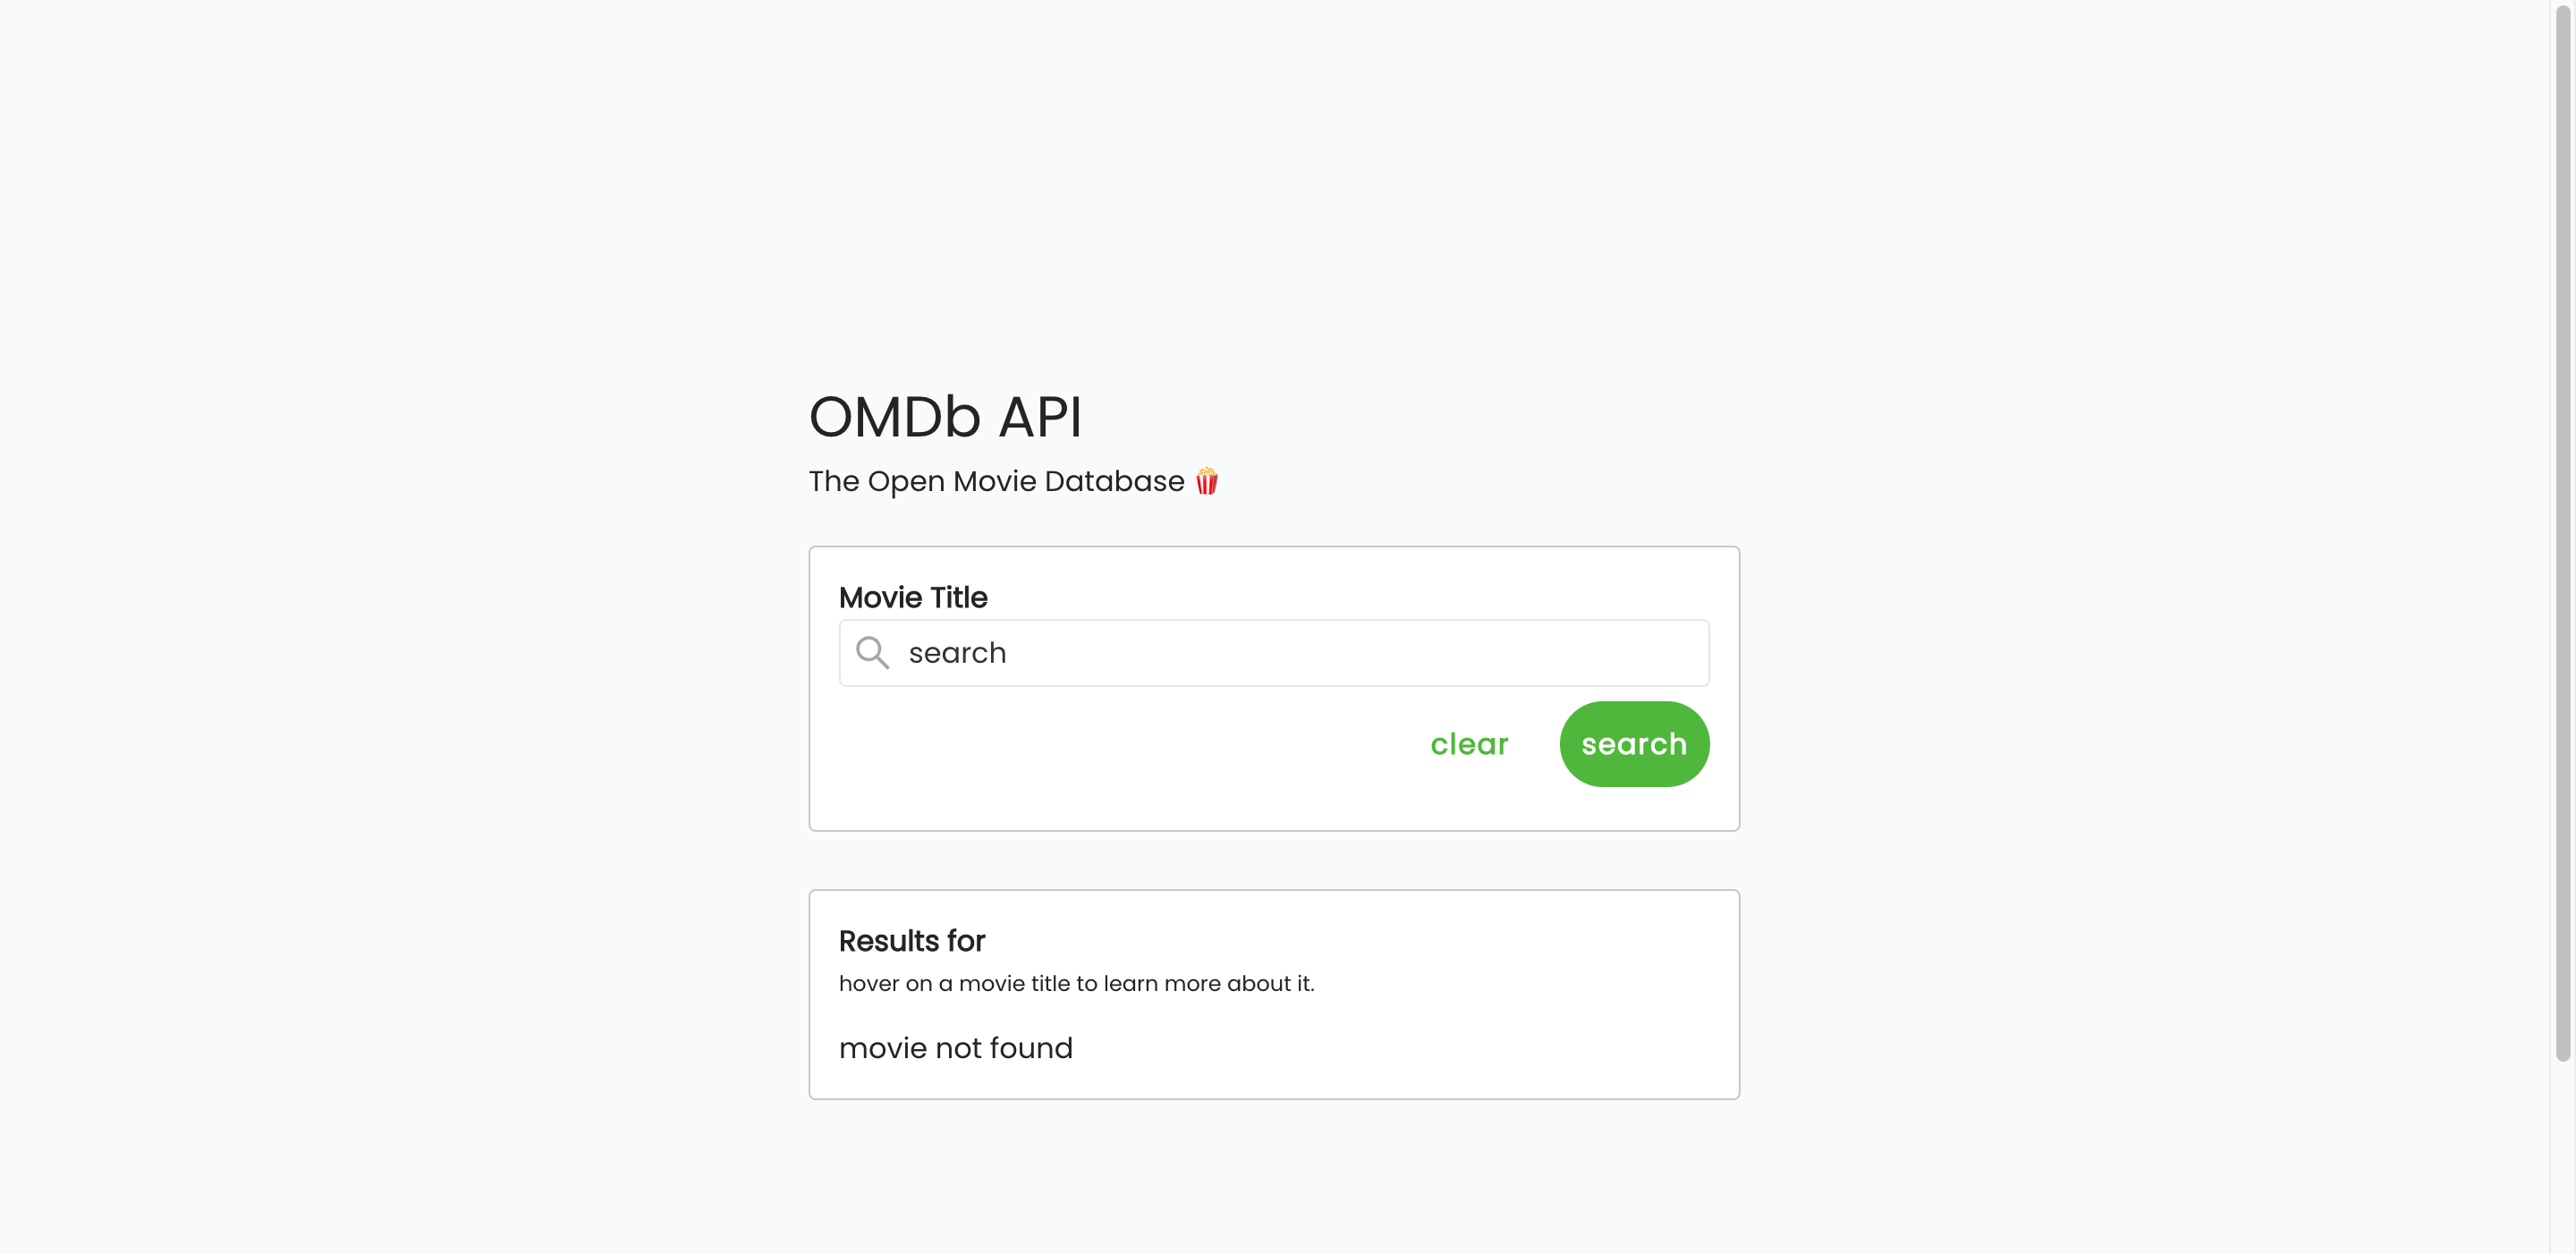 OMDb API
The Open Movie Database 🍿
Movie Title
search
clear search
Results for
hover on a movie title to learn more about it.
movie not found